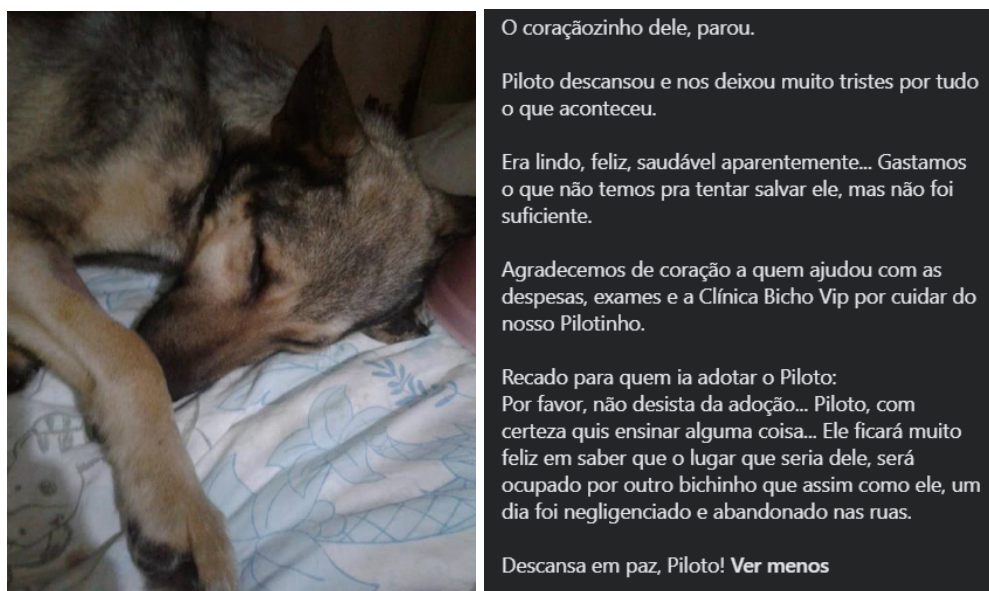 O coraçãozinho dele, parou.
Piloto descansou e nos deixou muito tristes por tudo
o que aconteceu.
Era lindo, feliz, saudável aparentemente... Gastamos
o que não temos pra tentar salvar ele, mas não foi
suficiente.
Agradecemos de coração a quem ajudou com as
despesas, exames e a Clínica Bicho Vip por cuidar do
nosso Pilotinho.
Recado para quem ia adotar o Piloto:
Por favor, não desista da adoção... Piloto, com
certeza quis ensinar alguma coisa... Ele ficará muito
feliz em saber que o lugar que seria dele, será
ocupado por outro bichinho que assim como ele, um
dia foi negligenciado e abandonado nas ruas.
Descansa em paz, Piloto! Ver menos